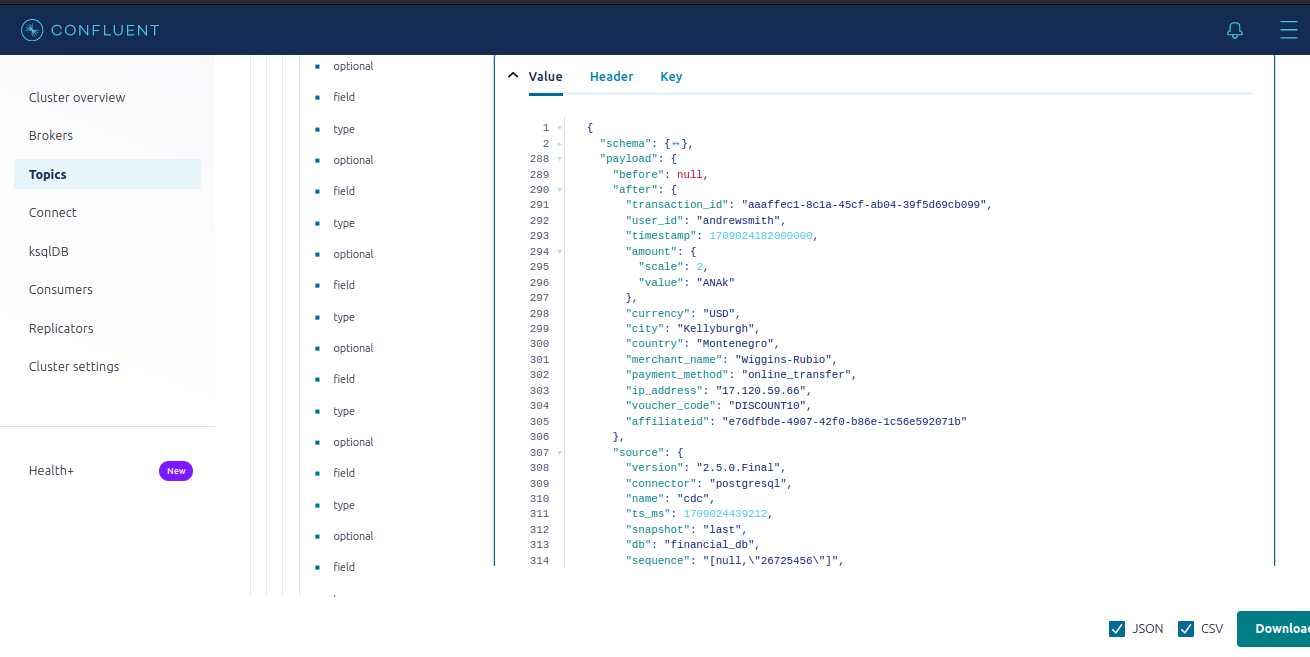 CONFLUENT
Cluster overview
Brokers
Topics
Connect
ksqlDB
Consumers
Replicators
Cluster settings
Health+ New
optional
field
type
optional
field
type
optional
field
type
optional
field
type
optional
field
type
optional
field
Value Header Key
1 {
2 "schema": {↔},
288 "payload": {
289 "before": null,
290 "after": {
291 "transaction_id": "aaaffec1-8c1a-45cf-ab04-39f5d69cb099",
292 "user_id": "andrewsmith",
293 "timestamp": 1709024182000000,
294 "amount": {
295 "scale": 2,
296 "value": "ANAk"
297 },
298 "currency": "USD",
299 "city": "Kellyburgh",
300 "country": "Montenegro",
301 "merchant_name": "Wiggins-Rubio",
302 "payment_method": "online_transfer",
303 "ip_address": "17.120.59.66",
304 "voucher_code": "DISCOUNT10",
305 "affiliateid": "e76dfbde-4907-42f0-b86e-1c56e592071b"
306 },
307 "source": {
308 "version": "2.5.0.Final",
309 "connector": "postgresql",
310 "name": "cdc",
311 "ts_ms": 1709024439212,
312 "snapshot": "last",
313 "db": "financial_db",
314 "sequence": "[null,\"26725456\"]",
JSON CSV